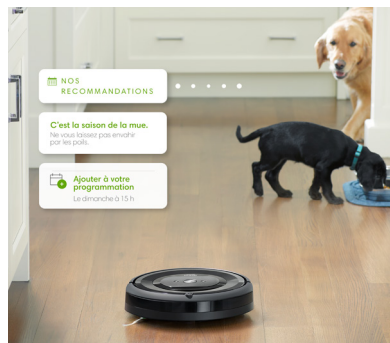 NOS
RECOMMANDATIONS
C'est la saison de la mue.
Ne vous laissez pas envahir
par les poils.
Ajouter à votre
programmation
Le dimanche à 15 h